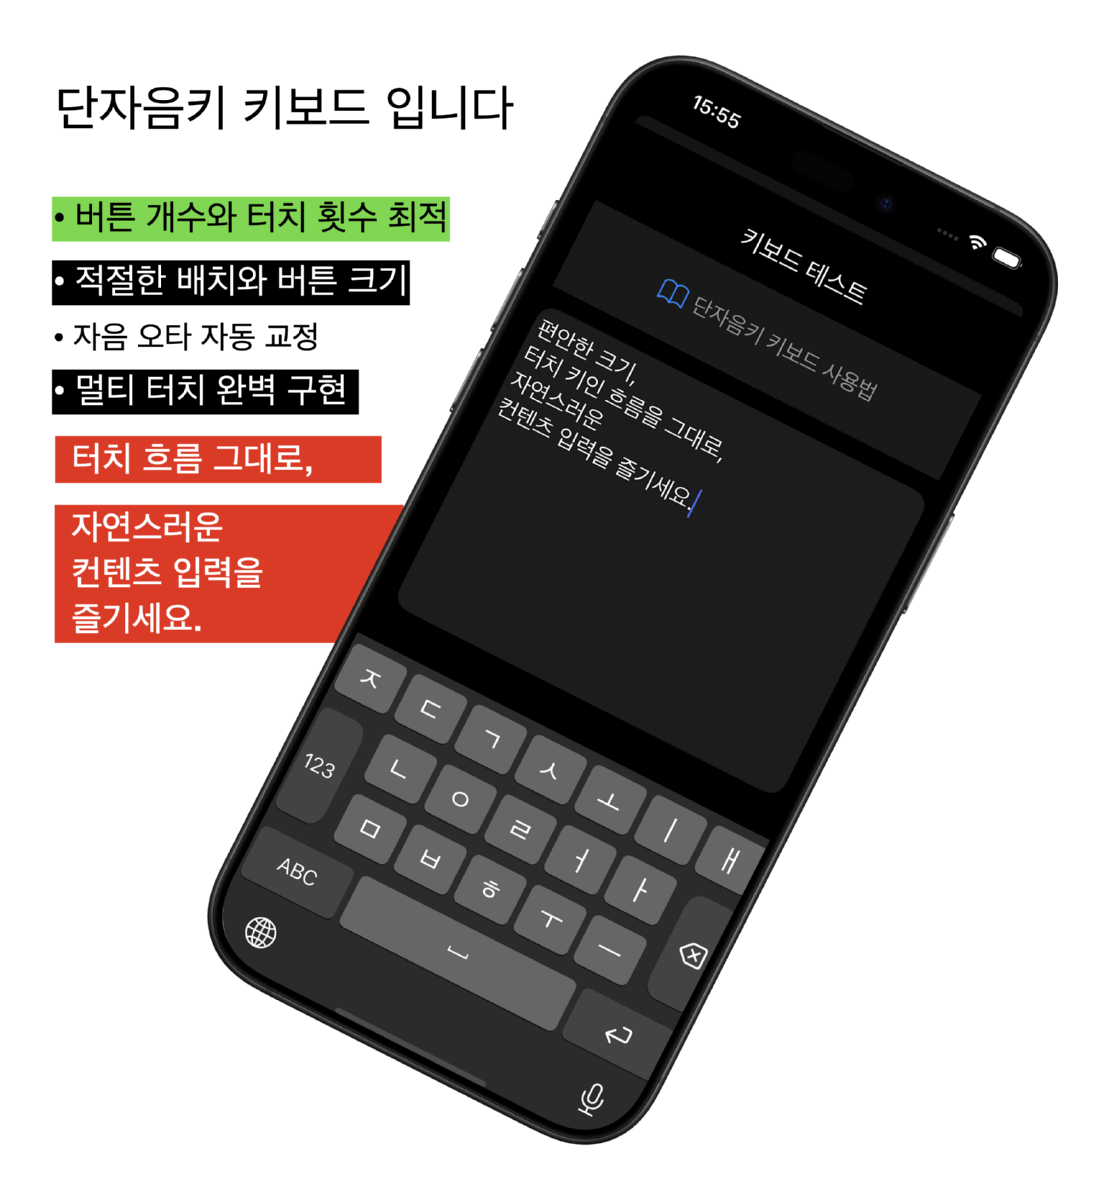 단자음키 키보드 입니다
• 버튼 개수와 터치 횟수 최적
• 적절한 배치와 버튼 크기
• 자음 오타 자동 교정
• 멀티 터치 완벽 구현
터치 흐름 그대로,
자연스러운
컨텐츠 입력을
즐기세요.
15:55
키보드 테스트
단자음키 키보드 사용법
편안한 크기,
터치 키인 흐름을 그대로,
자연스러운
컨텐츠 입력을 즐기세요.
ㅈ ㄷ ㄱ ㅅ ㅗ ㅣ ㅐ
123 ㄴ ㅇ ㄹ ㅓ ㅏ
ㅁ ㅂ ㅎ ㅜ ㅡ
ABC